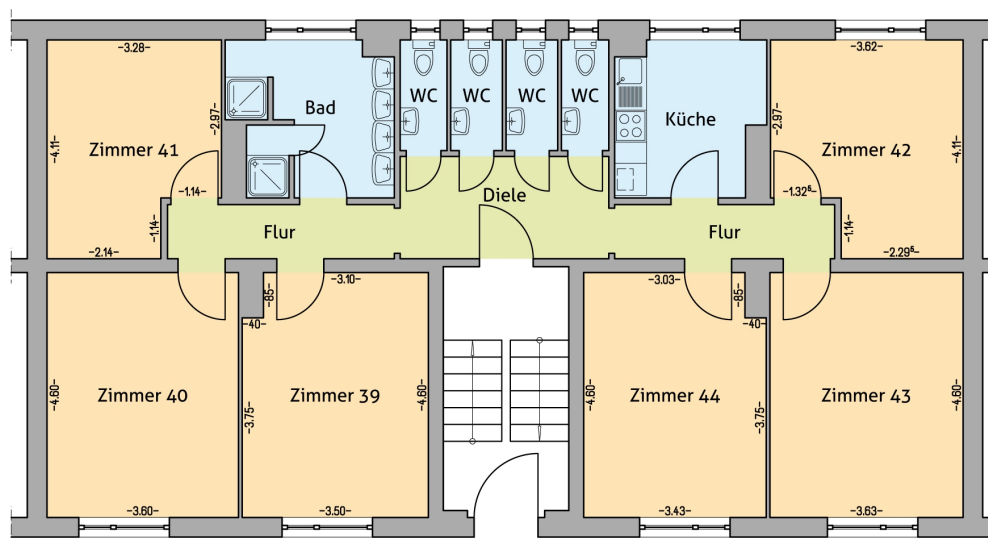 -3.28-
-3.62-
WC
WC
WC
WC
Bad
Küche
-2.97-
-2.97-
-4.11-
-4.11-
Zimmer 41
Zimmer 42
-1.14-
-1.32⁵-
Diele
-1.14-
-1.14-
Flur
Flur
-2.14-
-2.29⁵-
-3.10-
-3.03-
-85-
-85-
-40-
-40-
-4.60-
-4.60-
-4.60-
-4.60-
Zimmer 40
Zimmer 39
Zimmer 44
Zimmer 43
-3.75-
-3.75-
-3.60-
-3.50-
-3.43-
-3.63-